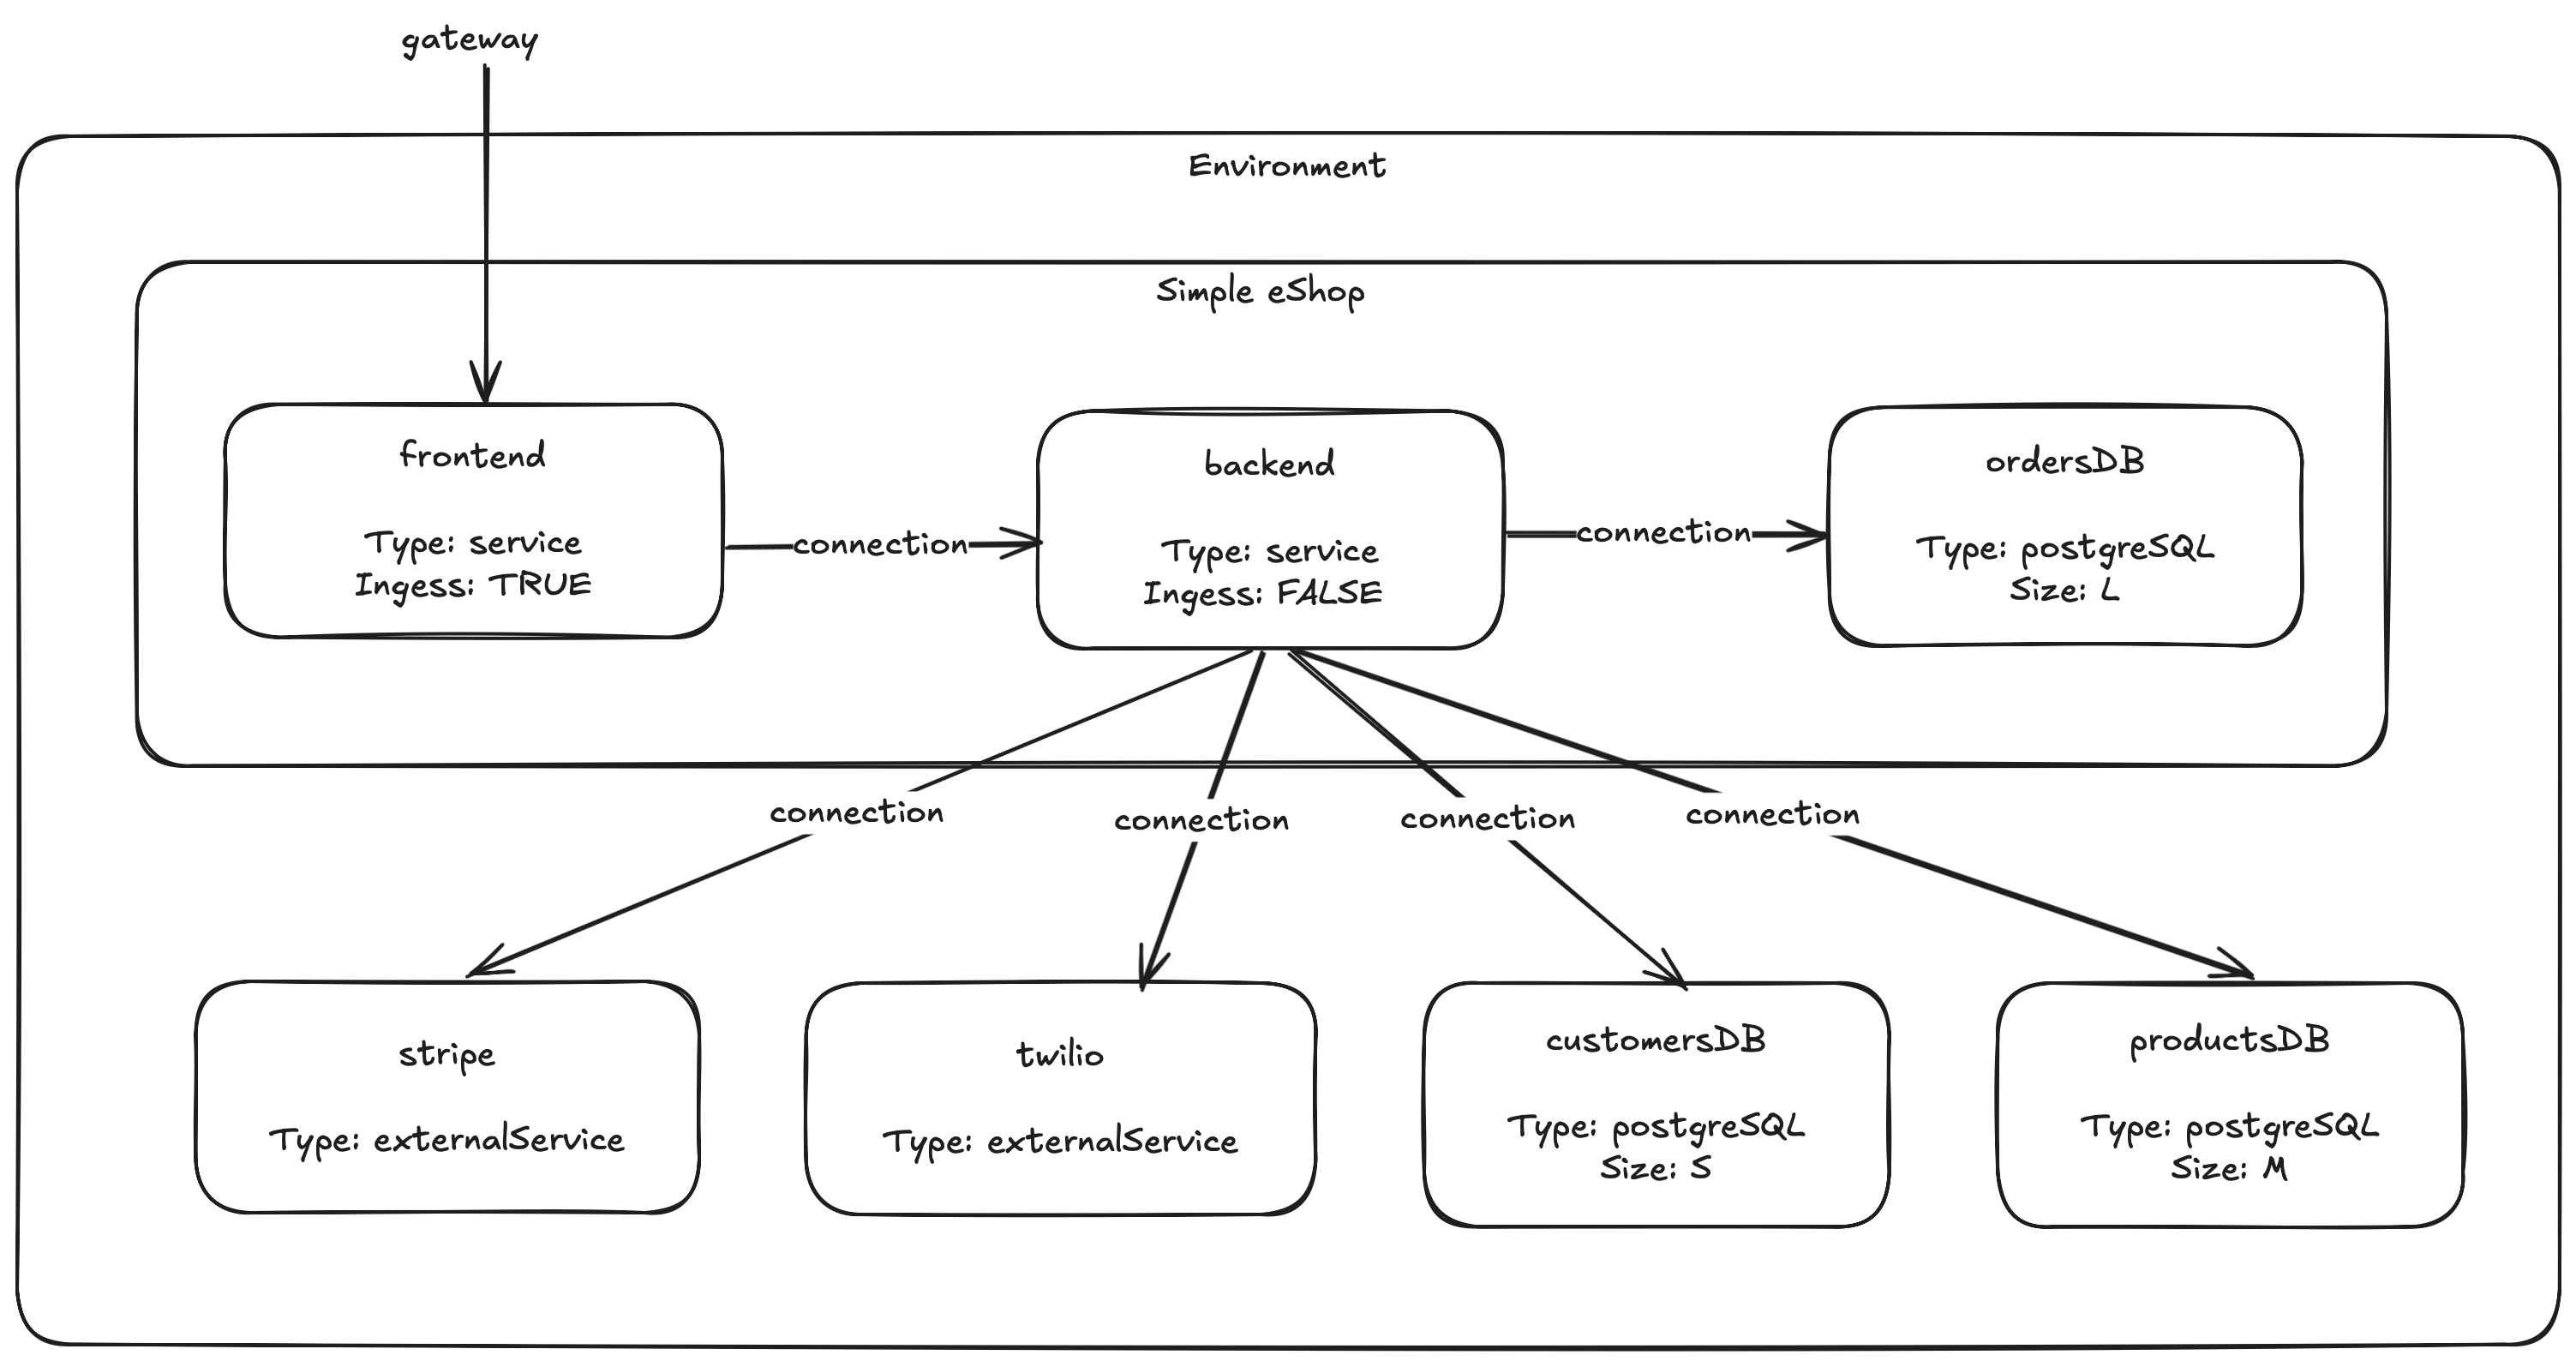 gateway
Environment
Simple eShop
frontend
Type: service
Ingess: TRUE
connection
backend
Type: service
Ingess: FALSE
connection
ordersDB
Type: postgreSQL
Size: L
connection
connection
connection
connection
stripe
Type: externalService
twilio
Type: externalService
customersDB
Type: postgreSQL
Size: S
productsDB
Type: postgreSQL
Size: M